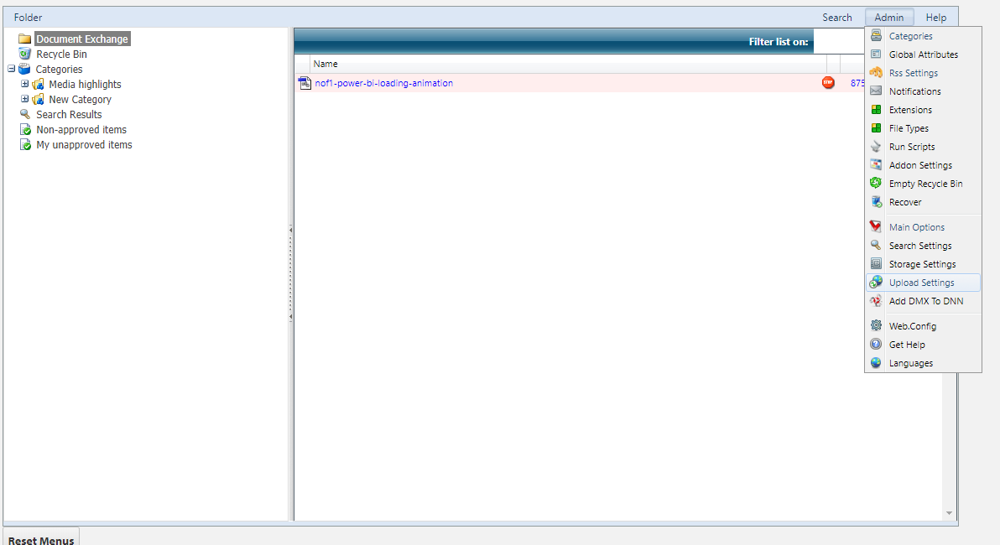 Folder
Search
Admin
Help
Document Exchange
Recycle Bin
Categories
Media highlights
New Category
Search Results
Non-approved items
My unapproved items
Filter list on:
Name
nof1-power-bi-loading-animation
STOP
875
Categories
Global Attributes
Rss Settings
Notifications
Extensions
File Types
Run Scripts
Addon Settings
Empty Recycle Bin
Recover
Main Options
Search Settings
Storage Settings
Upload Settings
Add DMX To DNN
Web.Config
Get Help
Languages
Reset Menus